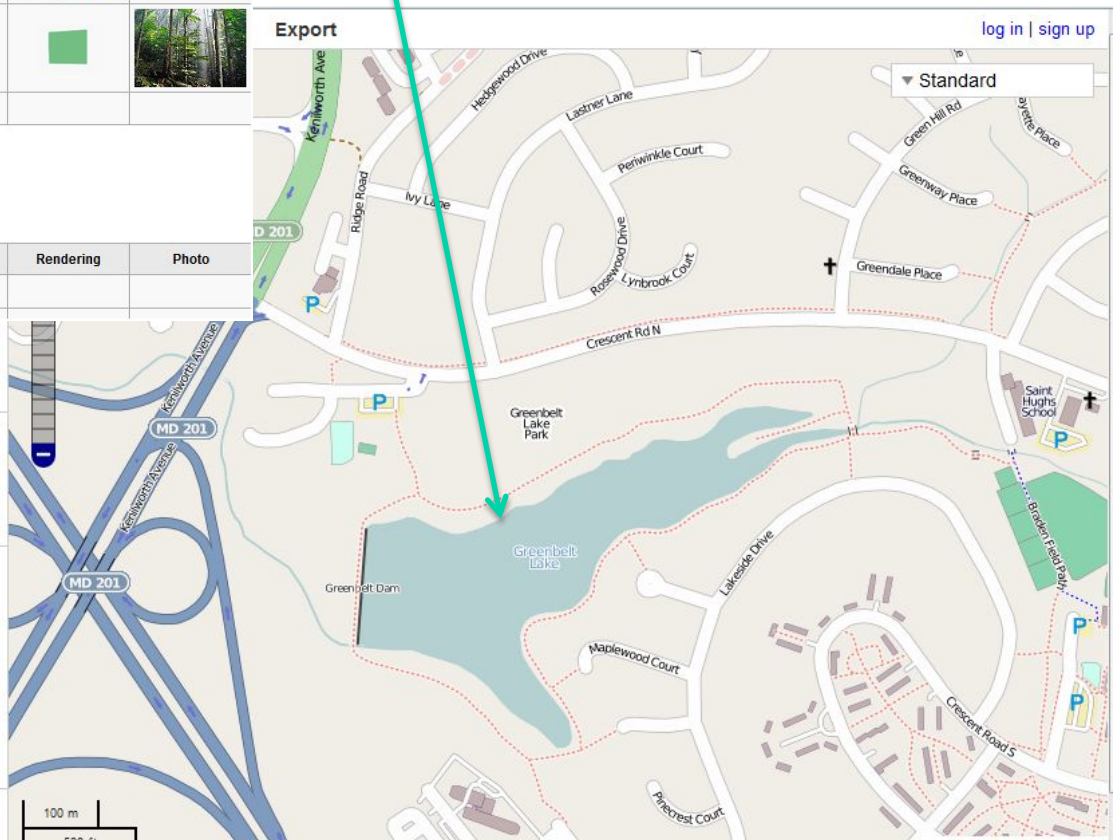 Export
log in | sign up
Standard
Rendering
Photo
Kenilworth Ave
Hedgewood Drive
Lastner Lane
Periwinkle Court
Green Hill Rd
Greenway Place
Ridge Road
Ivy Lane
Rosewood Drive
Lynbrook Court
Greendale Place
P
Crescent Rd N
Kenilworth Avenue
MD 201
Kenilworth Avenue
P
Greenbelt
Lake
Park
Saint
Hughs
School
P
Greenbelt
Lake
Greenbelt Dam
MD 201
Lakeside Drive
Braden Field Path
P
Maplewood Court
P
Crescent Road S
Pinecrest Court
100 m